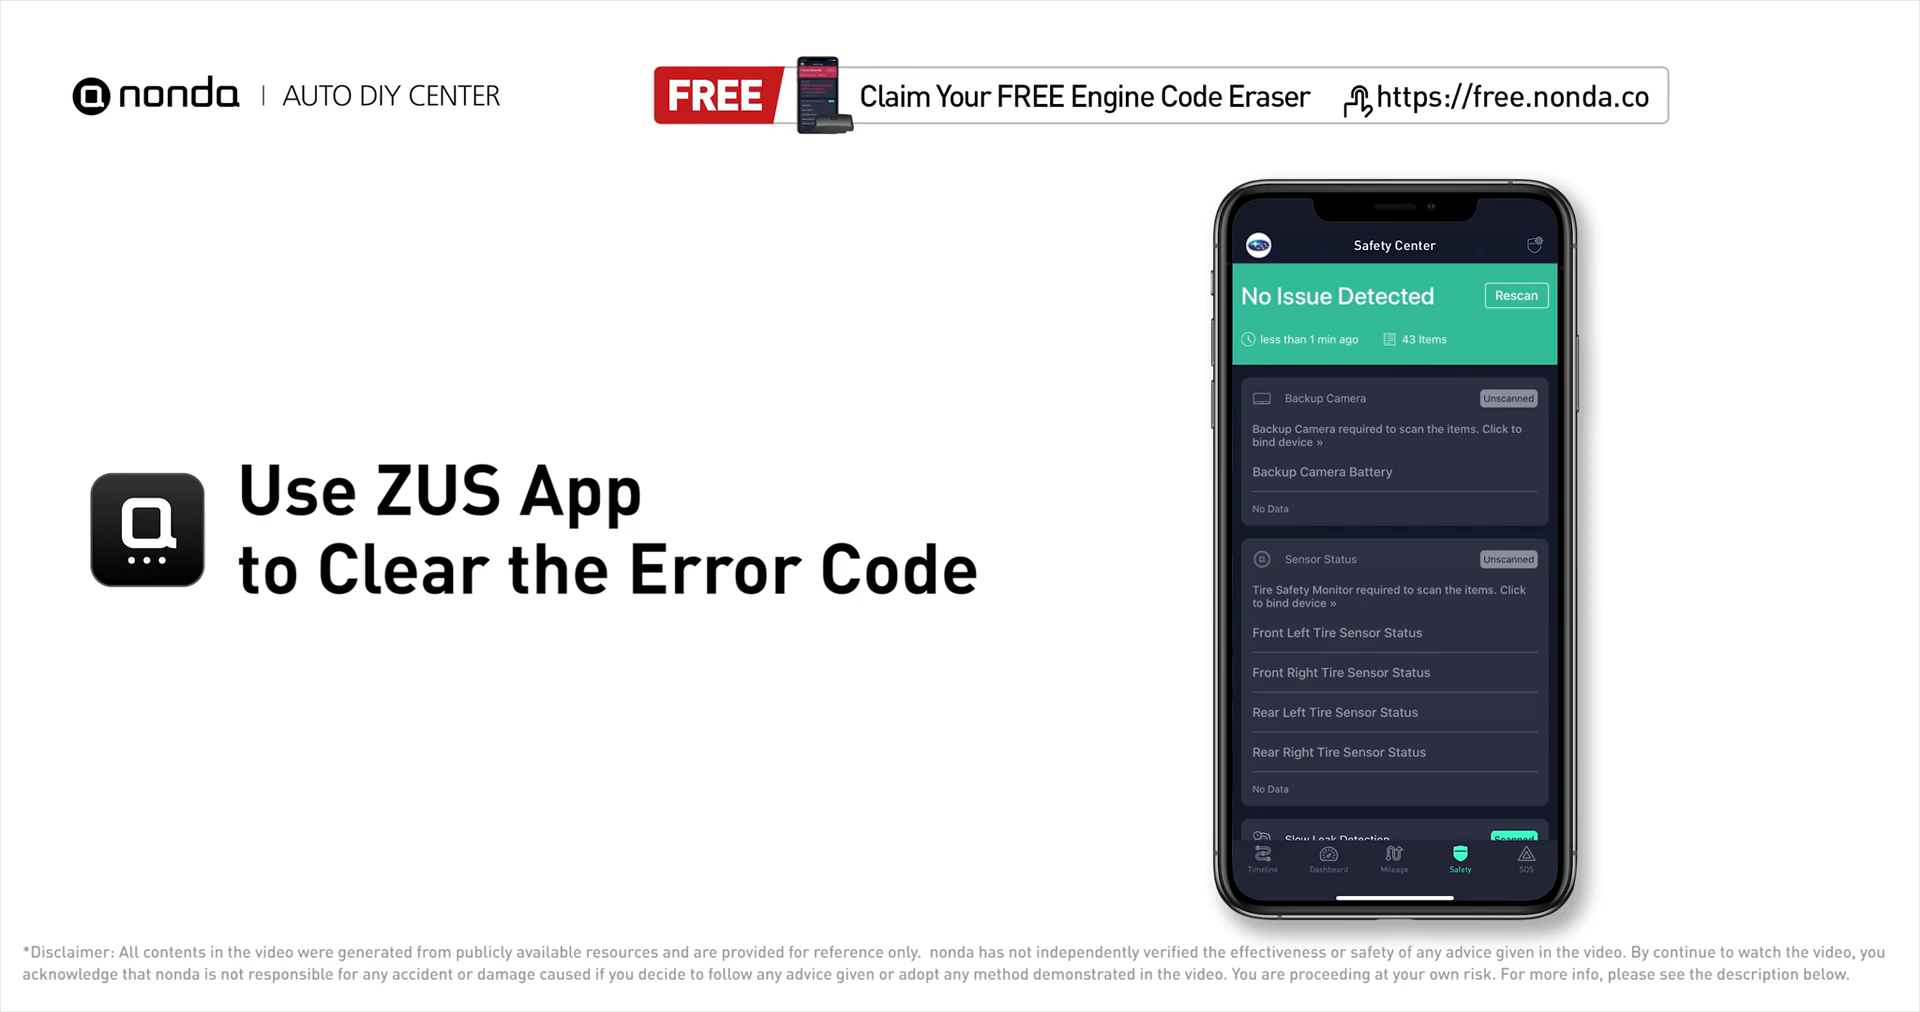 nonda | AUTO DIY CENTER
FREE Claim Your FREE Engine Code Eraser https://free.nonda.co
Use ZUS App
to Clear the Error Code
Safety Center
No Issue Detected
Rescan
less than 1 min ago
43 Items
Backup Camera
Unscanned
Backup Camera required to scan the items. Click to
bind device »
Backup Camera Battery
No Data
Sensor Status
Unscanned
Tire Safety Monitor required to scan the items. Click
to bind device »
Front Left Tire Sensor Status
Front Right Tire Sensor Status
Rear Left Tire Sensor Status
Rear Right Tire Sensor Status
No Data
Slow Leak Detection
Scanned
Timeline
Dashboard
Mileage
Safety
SOS
*Disclaimer: All contents in the video were generated from publicly available resources and are provided for reference only. nonda has not independently verified the effectiveness or safety of any advice given in the video. By continue to watch the video, you
acknowledge that nonda is not responsible for any accident or damage caused if you decide to follow any advice given or adopt any method demonstrated in the video. You are proceeding at your own risk. For more info, please see the description below.